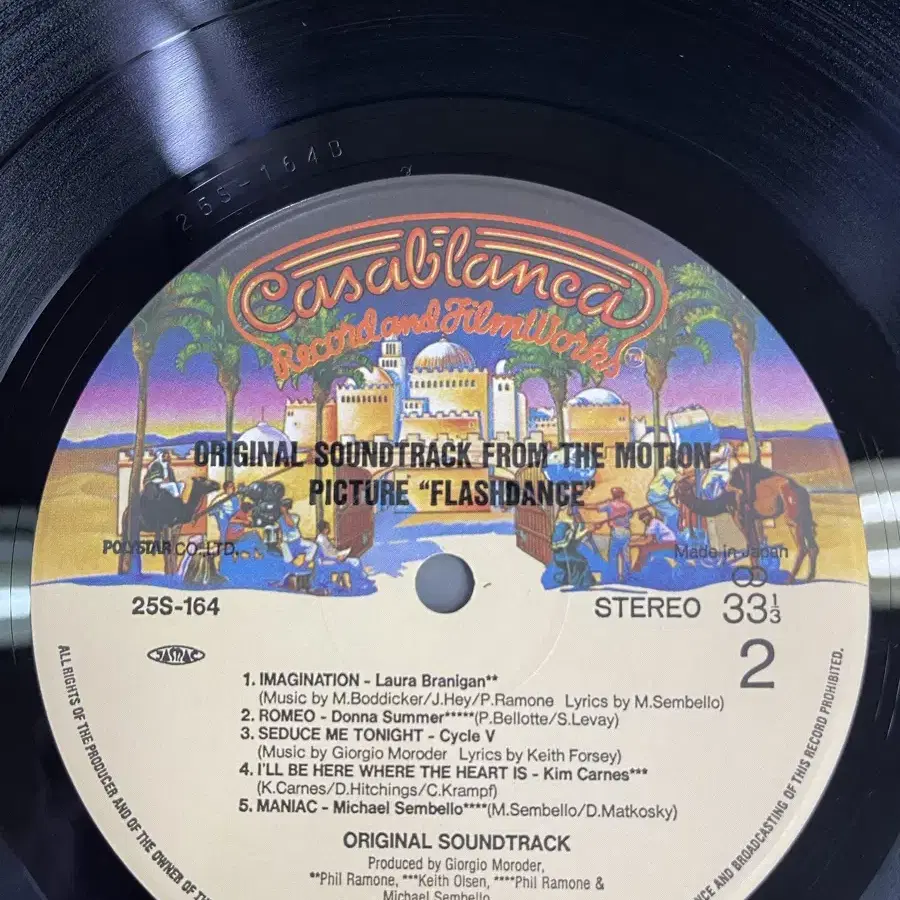 25S-164B
Casablanca
Record and FilmWorks
TM
ORIGINAL SOUNDTRACK FROM THE MOTION
PICTURE "FLASHDANCE"
POLYSTAR CO., LTD.
Made in Japan
25S-164
STEREO 33 1/3
JASRAC
2
1. IMAGINATION - Laura Branigan**
(Music by M.Boddicker/J.Hey/P.Ramone Lyrics by M.Sembello)
2. ROMEO - Donna Summer*****(P.Bellotte/S.Levay)
3. SEDUCE ME TONIGHT - Cycle V
(Music by Giorgio Moroder Lyrics by Keith Forsey)
4. I'LL BE HERE WHERE THE HEART IS - Kim Carnes***
(K.Carnes/D.Hitchings/C.Krampf)
5. MANIAC - Michael Sembello****(M.Sembello/D.Matkosky)
ORIGINAL SOUNDTRACK
Produced by Giorgio Moroder,
**Phil Ramone, ***Keith Olsen, ****Phil Ramone &
Michael Sembello
ALL RIGHTS OF THE PRODUCER AND OF THE OWNER OF
AND BROADCASTING OF THIS RECORD PROHIBITED.